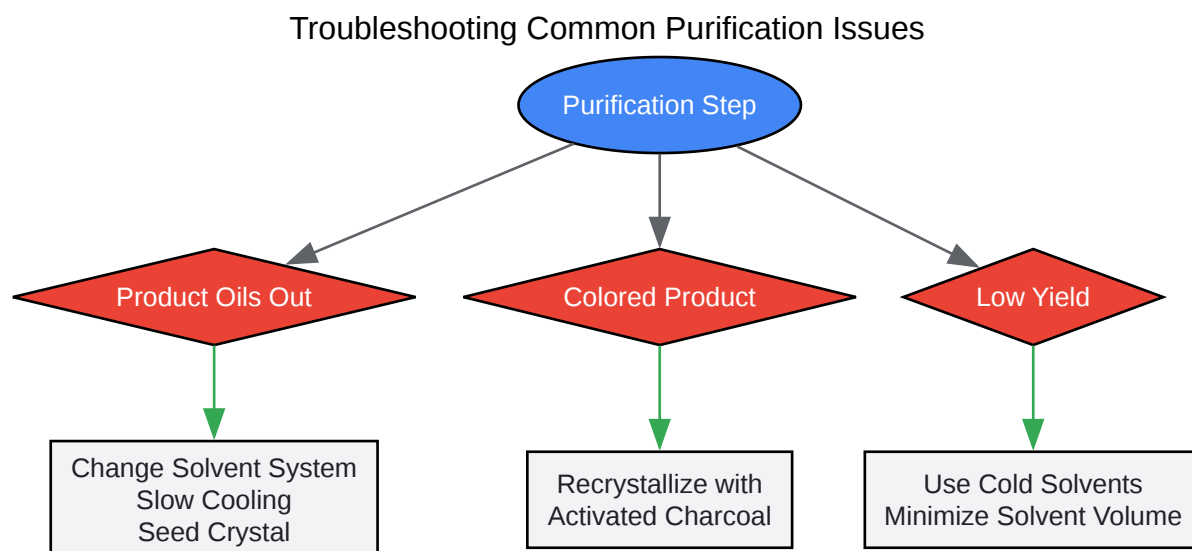 Troubleshooting Common Purification Issues
Purification Step
Product Oils Out
Colored Product
Low Yield
Change Solvent System
Slow Cooling
Seed Crystal
Recrystallize with
Activated Charcoal
Use Cold Solvents
Minimize Solvent Volume